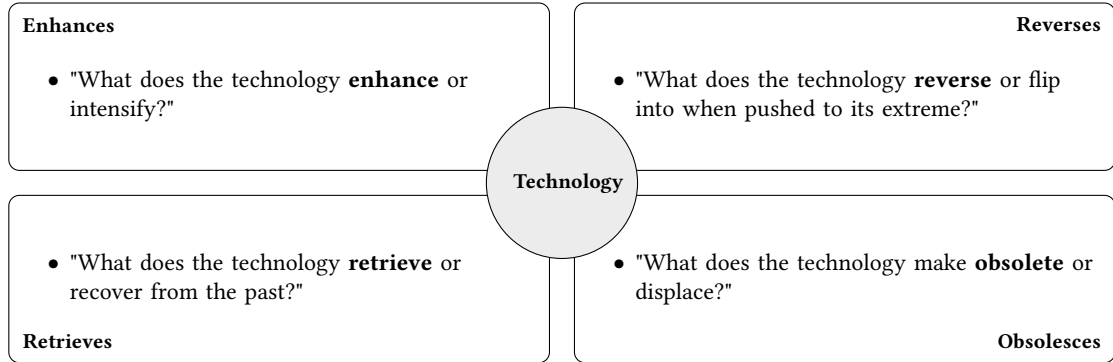 Enhances
• "What does the technology enhance or
intensify?"
Reverses
• "What does the technology reverse or flip
into when pushed to its extreme?"
Technology
• "What does the technology retrieve or
recover from the past?"
Retrieves
• "What does the technology make obsolete or
displace?"
Obsolesces